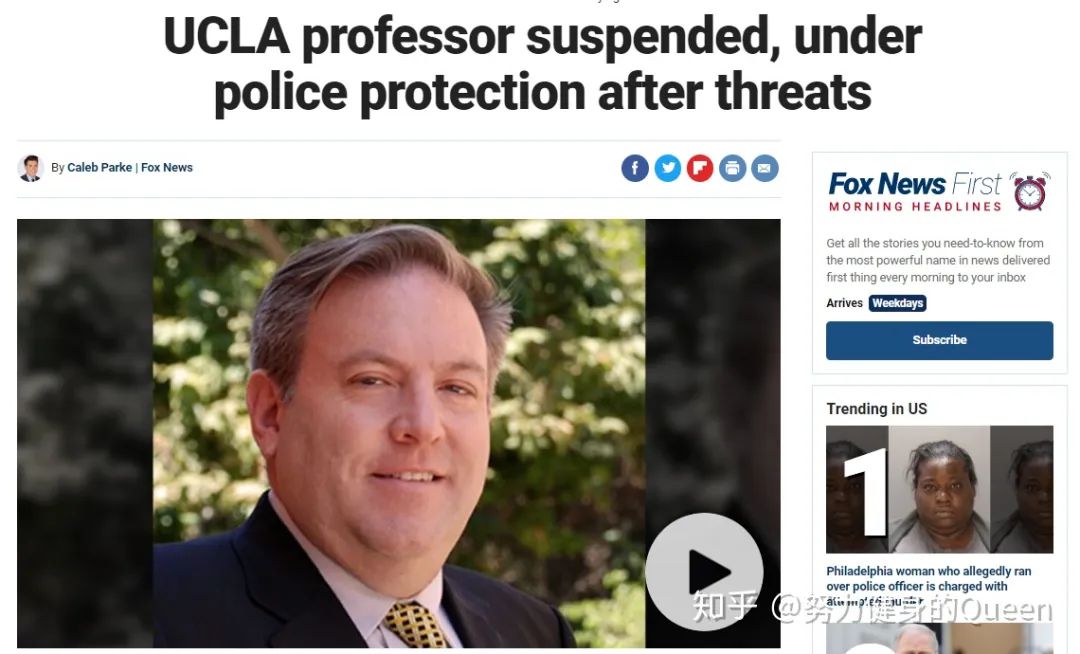 UCLA professor suspended, under
police protection after threats
By Caleb Parke | Fox News
Fox News First
MORNING HEADLINES
Get all the stories you need-to-know from
the most powerful name in news delivered
first thing every morning to your inbox
Arrives Weekdays
Subscribe
Trending in US
1
Philadelphia woman who allegedly ran
over police officer is charged with
知乎 @努力健身的Queen